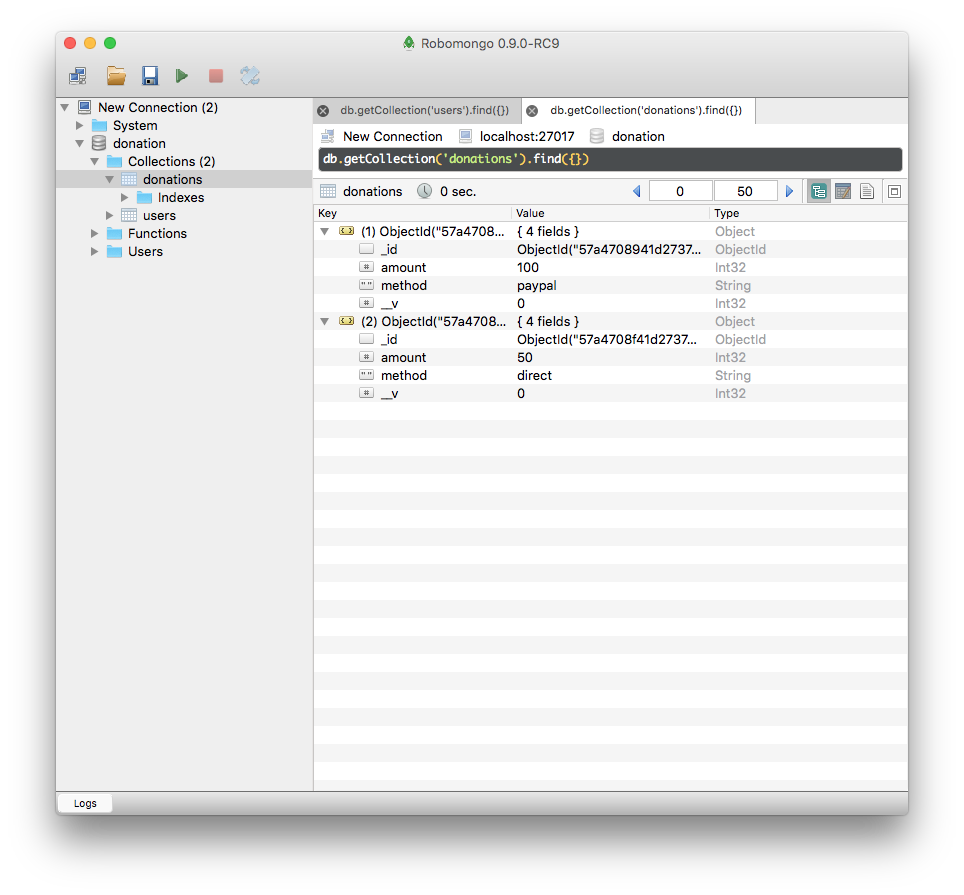 Robomongo 0.9.0-RC9
New Connection (2)
System
donation
Collections (2)
donations
Indexes
users
Functions
Users
db.getCollection('users').find({})
db.getCollection('donations').find({})
New Connection localhost:27017 donation
db.getCollection('donations').find({})
donations 0 sec. 0 50
Key Value Type
(1) ObjectId("57a4708... { 4 fields } Object
_id ObjectId("57a4708941d2737... ObjectId
# amount 100 Int32
" " method paypal String
# __v 0 Int32
(2) ObjectId("57a4708... { 4 fields } Object
_id ObjectId("57a4708f41d2737... ObjectId
# amount 50 Int32
" " method direct String
# __v 0 Int32
Logs